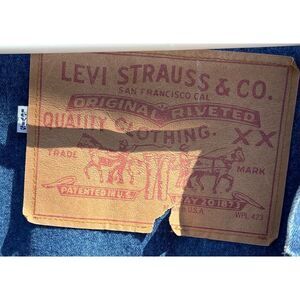 LEVI STRAUSS & CO.
SAN FRANCISCO CAL
ORIGINAL RIVETED
QUALITY CLOTHING.
XX
TRADE MARK
PATENTED IN U.S.
MAY 20 1873
U.S.A
WPL 423